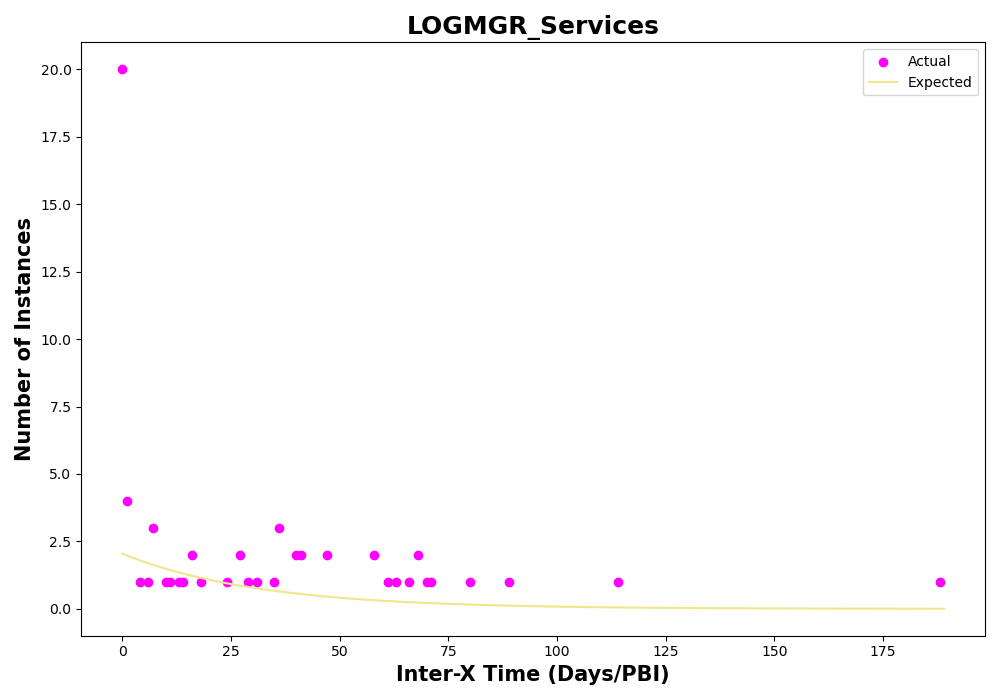 LOGMGR_Services
Actual
Expected
20.0
17.5
15.0
12.5
10.0
7.5
5.0
2.5
0.0
Number of Instances
0 25 50 75 100 125 150 175
Inter-X Time (Days/PBI)